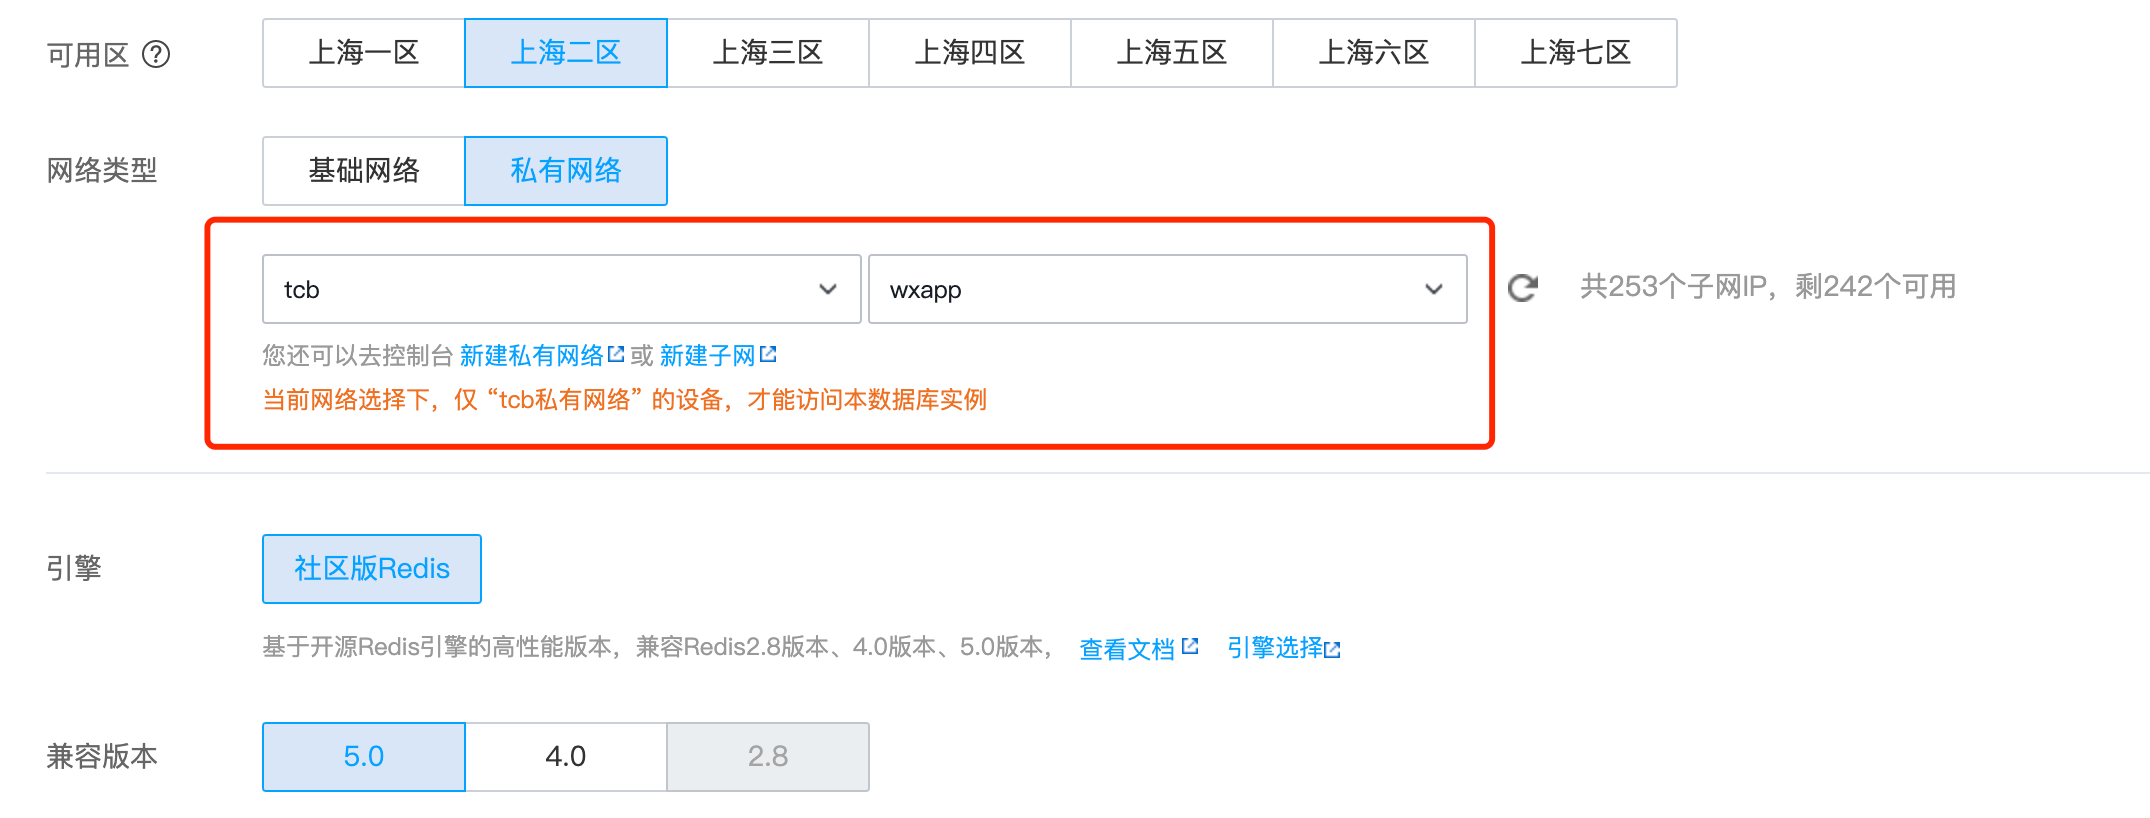 可用区 ? 上海一区 上海二区 上海三区 上海四区 上海五区 上海六区 上海七区
网络类型 基础网络 私有网络
tcb wxapp 共253个子网IP，剩242个可用
您还可以去控制台 新建私有网络 或 新建子网
当前网络选择下，仅 “tcb私有网络” 的设备，才能访问本数据库实例
引擎 社区版Redis
基于开源Redis引擎的高性能版本，兼容Redis2.8版本、4.0版本、5.0版本， 查看文档 引擎选择
兼容版本 5.0 4.0 2.8